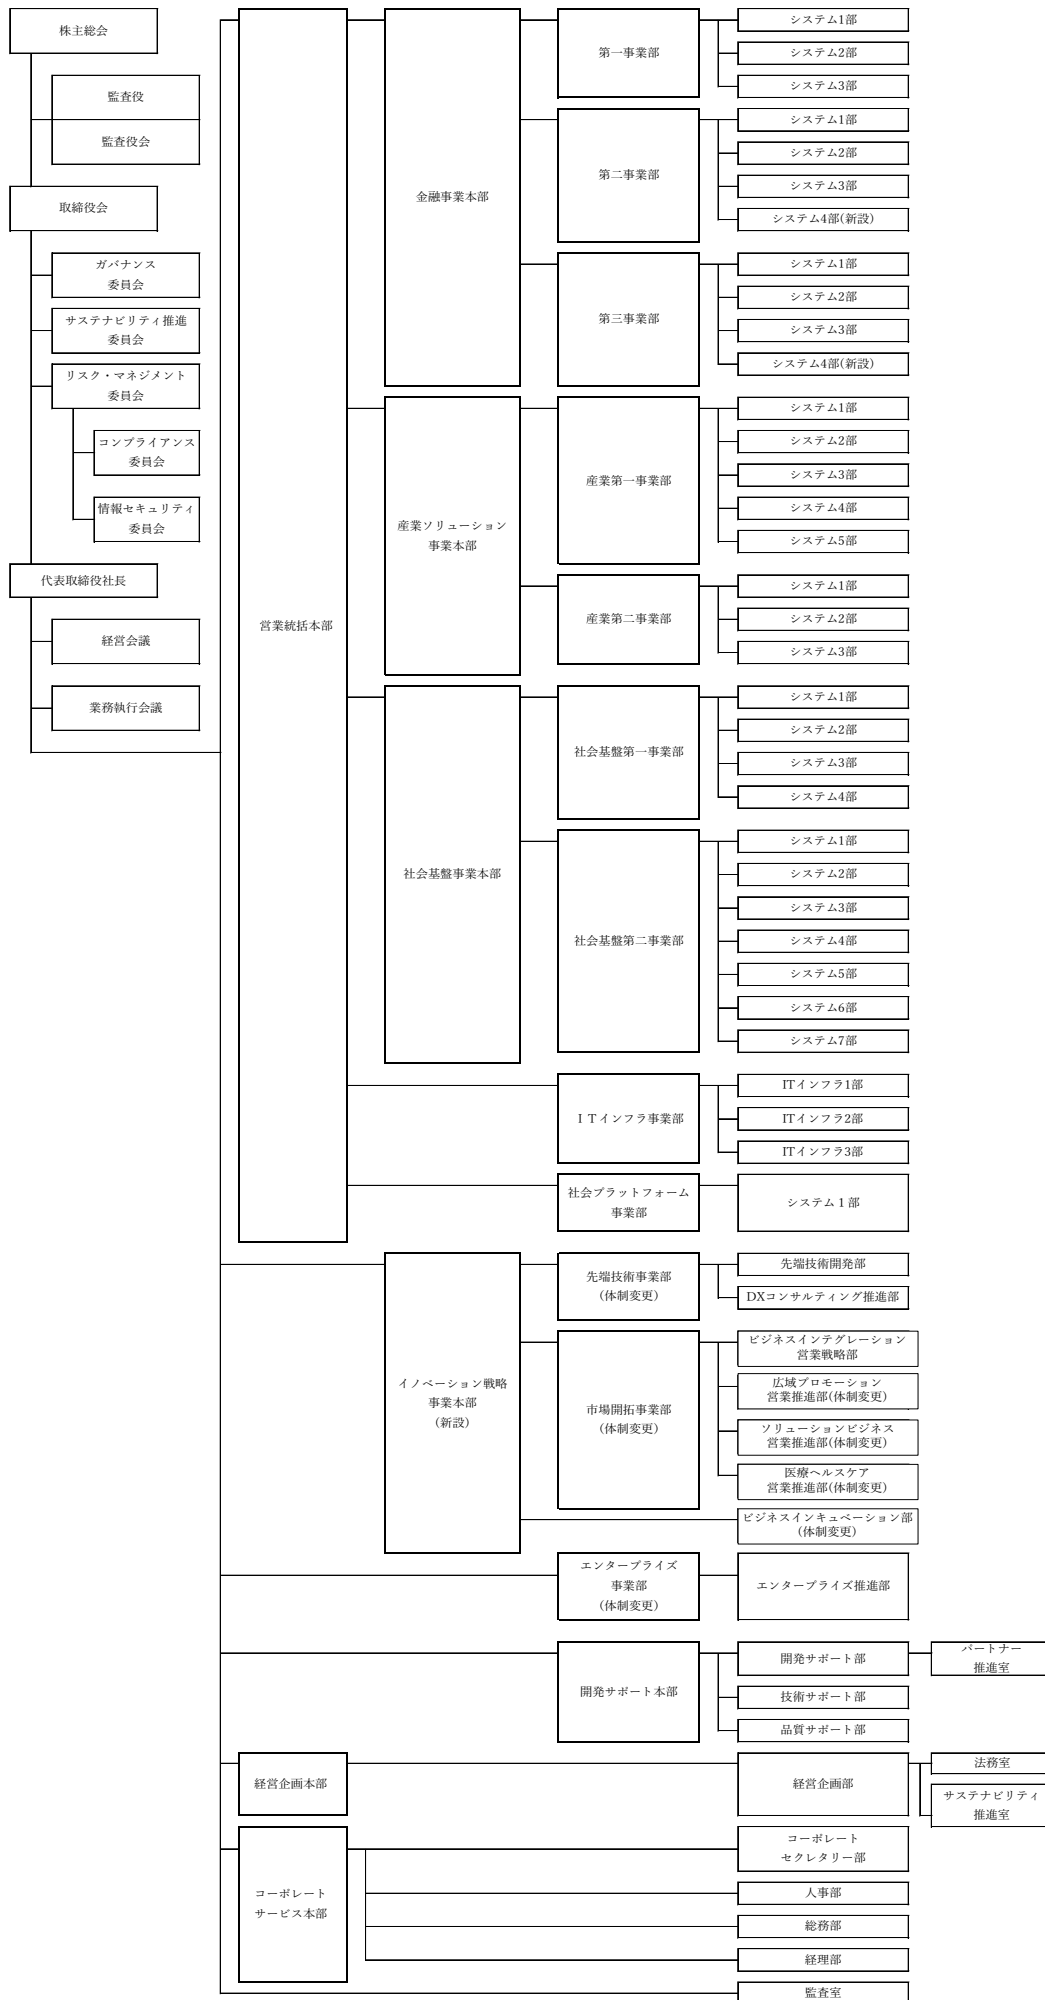 株主総会
監査役
監査役会
取締役会
ガバナンス
委員会
サステナビリティ推進
委員会
リスク・マネジメント
委員会
コンプライアンス
委員会
情報セキュリティ
委員会
代表取締役社長
経営会議
業務執行会議
営業統括本部
金融事業本部
第一事業部
システム1部
システム2部
システム3部
第二事業部
システム1部
システム2部
システム3部
システム4部(新設)
第三事業部
システム1部
システム2部
システム3部
システム4部(新設)
産業ソリューション
事業本部
産業第一事業部
システム1部
システム2部
システム3部
システム4部
システム5部
産業第二事業部
システム1部
システム2部
システム3部
社会基盤事業本部
社会基盤第一事業部
システム1部
システム2部
システム3部
システム4部
社会基盤第二事業部
システム1部
システム2部
システム3部
システム4部
システム5部
システム6部
システム7部
ＩＴインフラ事業部
ITインフラ1部
ITインフラ2部
ITインフラ3部
社会プラットフォーム
事業部
システム１部
イノベーション戦略
事業本部
(新設)
先端技術事業部
(体制変更)
先端技術開発部
DXコンサルティング推進部
市場開拓事業部
(体制変更)
ビジネスインテグレーション
営業戦略部
広域プロモーション
営業推進部(体制変更)
ソリューションビジネス
営業推進部(体制変更)
医療ヘルスケア
営業推進部(体制変更)
ビジネスインキュベーション部
(体制変更)
エンタープライズ
事業部
(体制変更)
エンタープライズ推進部
開発サポート本部
開発サポート部
パートナー
推進室
技術サポート部
品質サポート部
経営企画本部
経営企画部
法務室
サステナビリティ
推進室
コーポレート
サービス本部
コーポレート
セクレタリー部
人事部
総務部
経理部
監査室